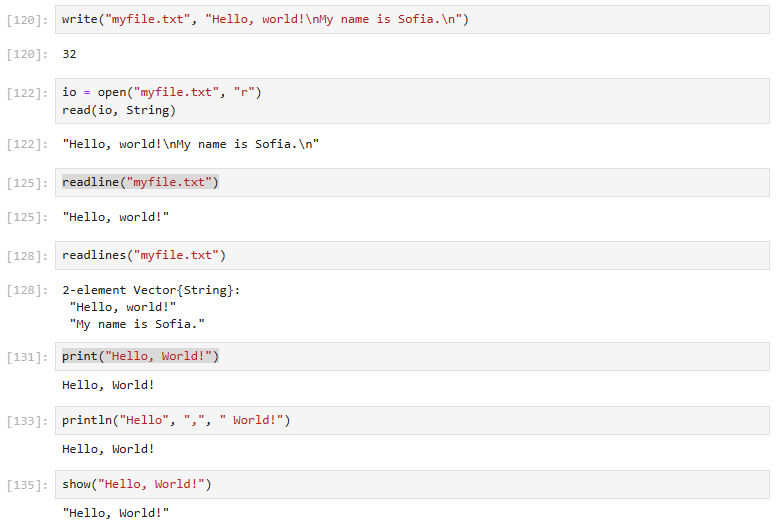 [120]: write("myfile.txt", "Hello, world!\nMy name is Sofia.\n")
[120]: 32
[122]: io = open("myfile.txt", "r")
read(io, String)
[122]: "Hello, world!\nMy name is Sofia.\n"
[125]: readline("myfile.txt")
[125]: "Hello, world!"
[128]: readlines("myfile.txt")
[128]: 2-element Vector{String}:
"Hello, world!"
"My name is Sofia."
[131]: print("Hello, World!")
Hello, World!
[133]: println("Hello", ",", " World!")
Hello, World!
[135]: show("Hello, World!")
"Hello, World!"